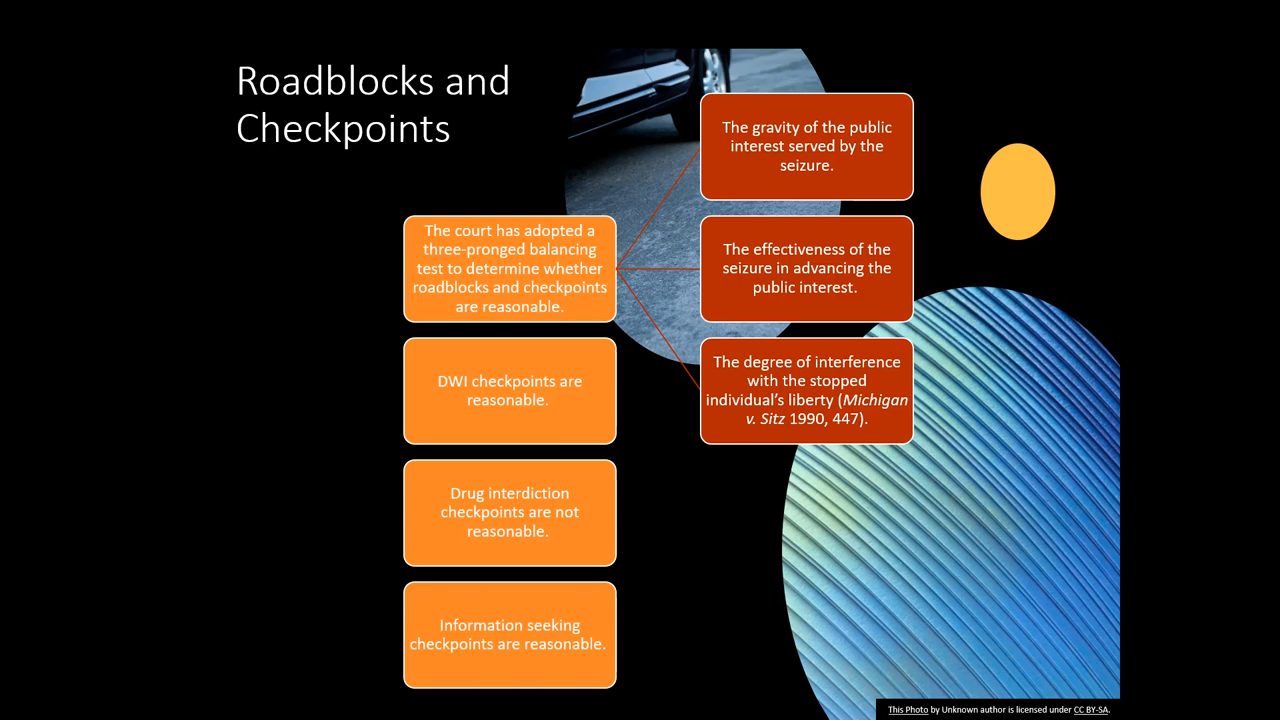 Roadblocks and
Checkpoints
The court has adopted a
three-pronged balancing
test to determine whether
roadblocks and checkpoints
are reasonable.
The gravity of the public
interest served by the
seizure.
The effectiveness of the
seizure in advancing the
public interest.
The degree of interference
with the stopped
individual’s liberty (Michigan
v. Sitz 1990, 447).
DWI checkpoints are
reasonable.
Drug interdiction
checkpoints are not
reasonable.
Information seeking
checkpoints are reasonable.
This Photo by Unknown author is licensed under CC BY-SA.